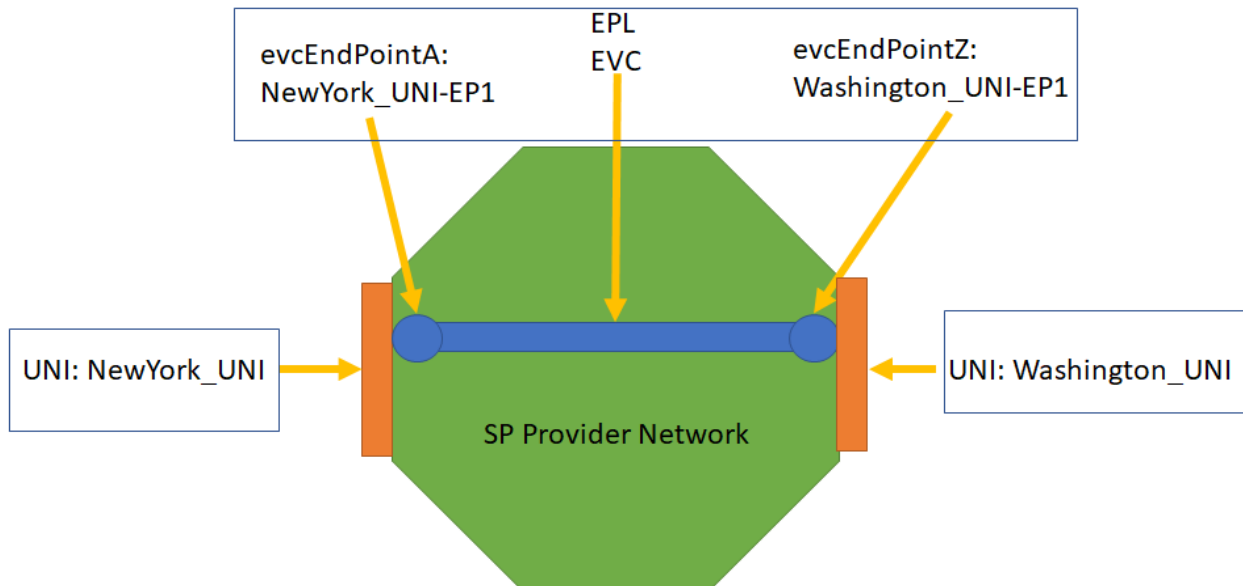 evcEndPointA:
NewYork_UNI-EP1
EPL
EVC
evcEndPointZ:
Washington_UNI-EP1
UNI: NewYork_UNI
UNI: Washington_UNI
SP Provider Network